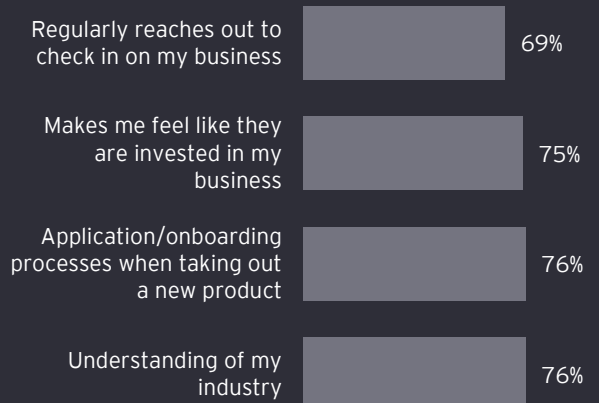 Regularly reaches out to
check in on my business
69%
Makes me feel like they
are invested in my
business
75%
Application/onboarding
processes when taking out
a new product
76%
Understanding of my
industry
76%